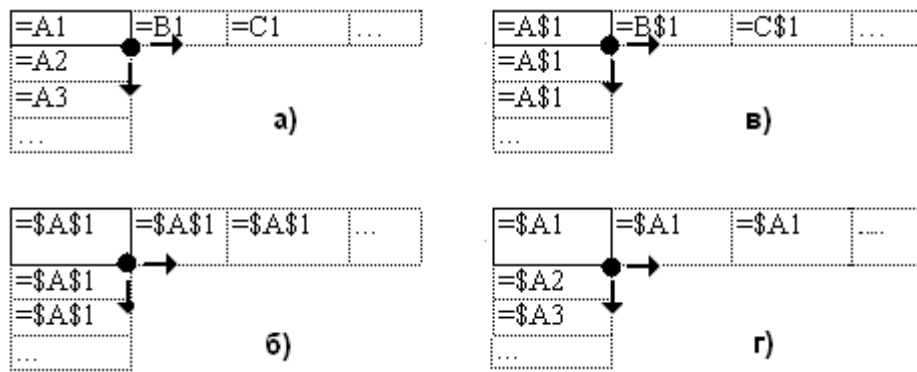 =A1 =B1 =C1 ...
=A2
=A3
...
а)
=A$1 =B$1 =C$1 ...
=A$1
=A$1
...
в)
=$A$1 =$A$1 =$A$1 ...
=$A$1
=$A$1
...
б)
=$A1 =$A1 =$A1 .....
=$A2
=$A3
...
г)